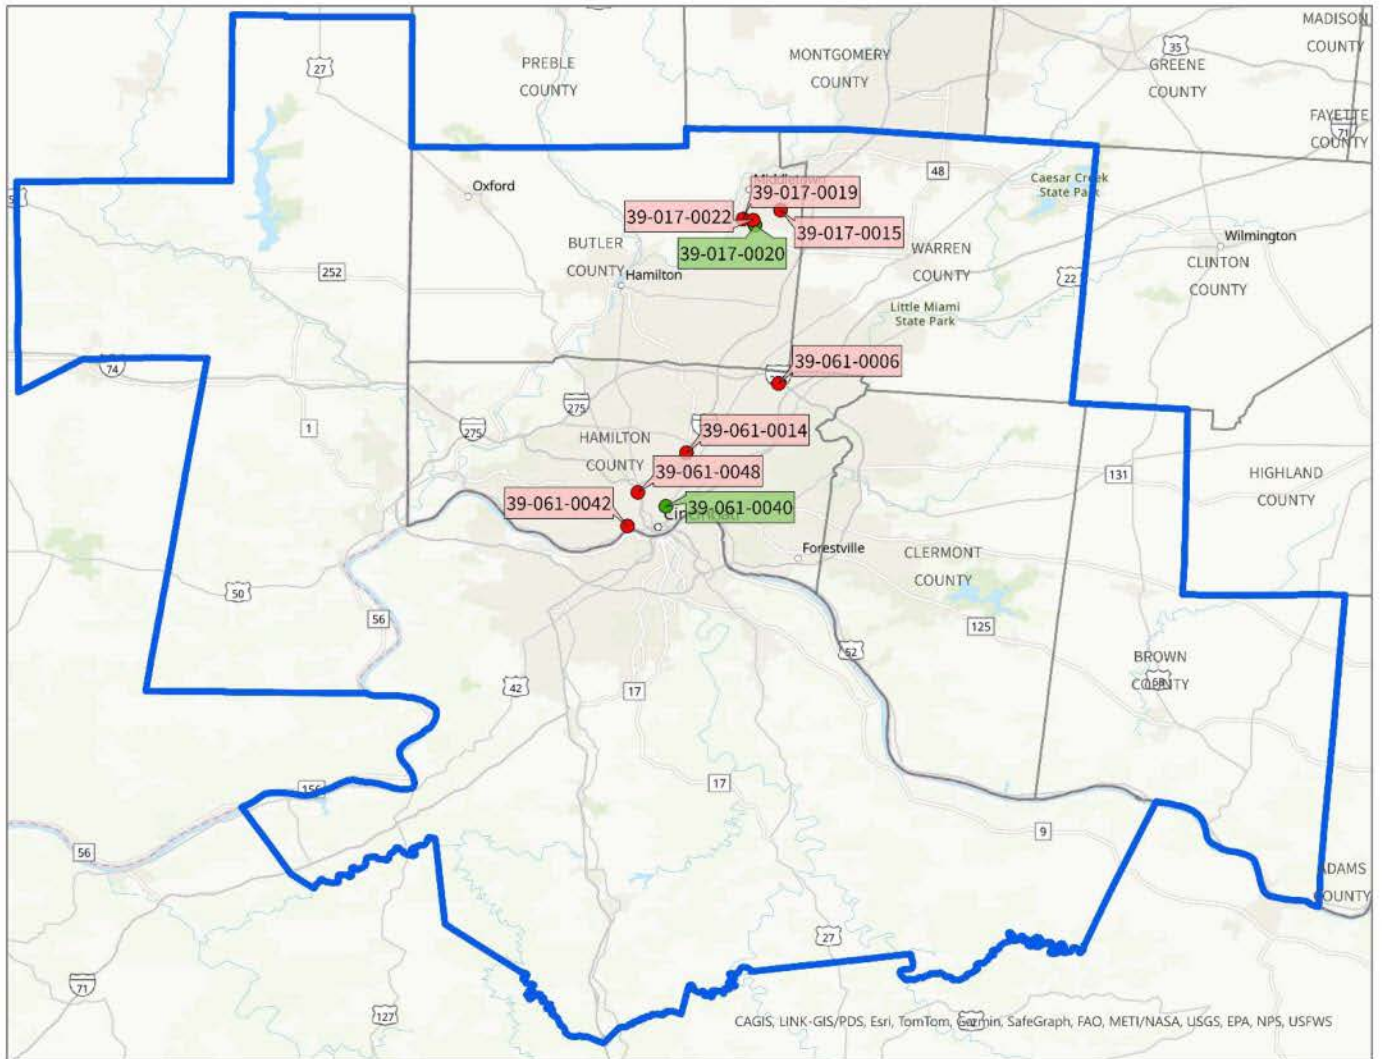 MADISON
COUNTY
35
MONTGOMERY
COUNTY
GREENE
COUNTY
PREBLE
COUNTY
27
FAYETTE
COUNTY
71
48
Caesar Creek
State Park
Oxford
Middletown
39-017-0019
39-017-0022
39-017-0015
39-017-0020
BUTLER
COUNTY
Hamilton
WARREN
COUNTY
Wilmington
CLINTON
COUNTY
252
22
Little Miami
State Park
74
39-061-0006
275
275
1
HAMILTON
COUNTY
39-061-0014
39-061-0048
39-061-0042
39-061-0040
Cincinnati
131
HIGHLAND
COUNTY
Forestville
CLERMONT
COUNTY
50
56
125
52
BROWN
COUNTY
68
42
17
17
156
56
9
ADAMS
COUNTY
27
71
127
CAGIS, LINK-GIS/PDS, Esri, TomTom, Garmin, SafeGraph, FAO, METI/NASA, USGS, EPA, NPS, USFWS